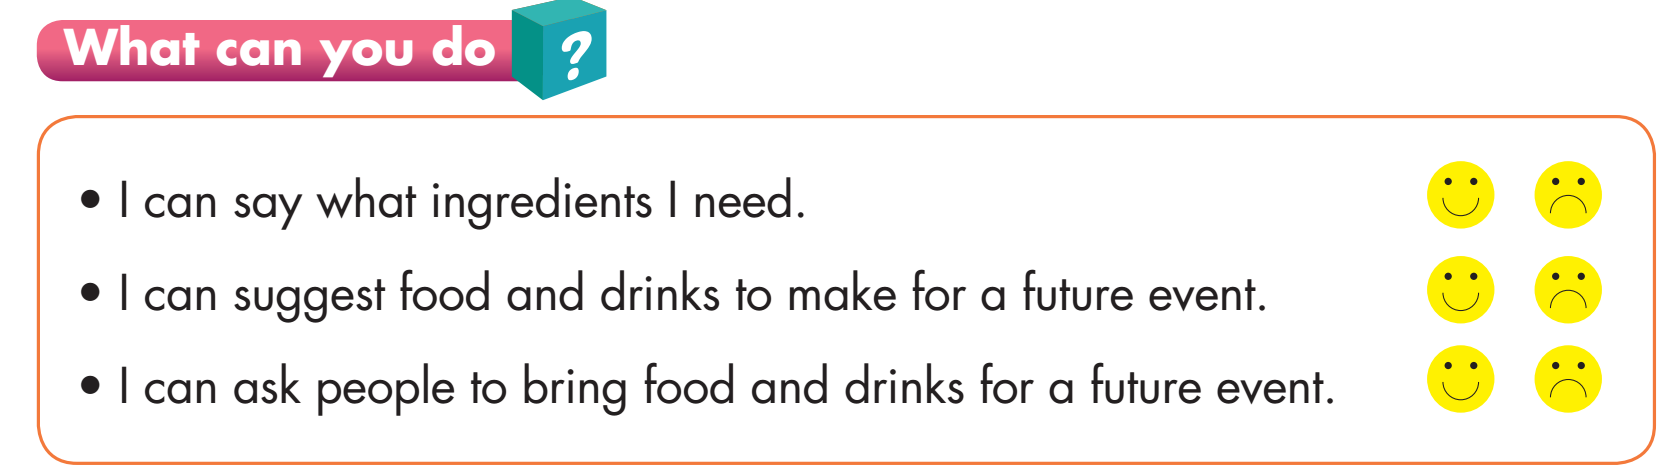 What can you do ?
• I can say what ingredients I need.
• I can suggest food and drinks to make for a future event.
• I can ask people to bring food and drinks for a future event.